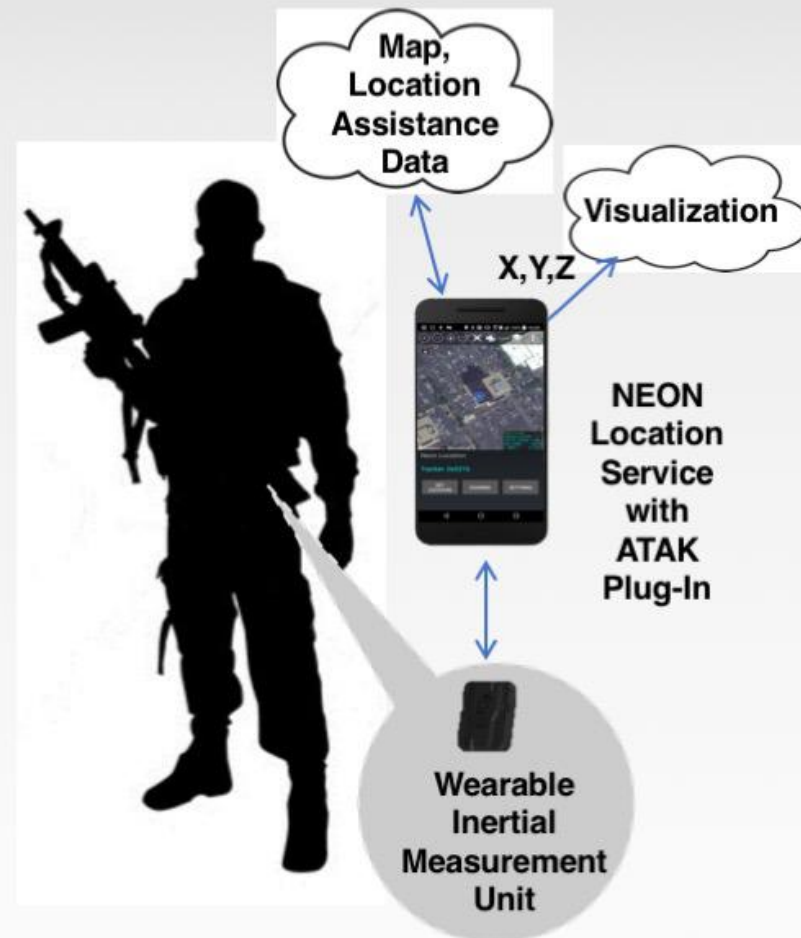 Map,
Location
Assistance
Data
Visualization
X,Y,Z
NEON
Location
Service
with
ATAK
Plug-In
Wearable
Inertial
Measurement
Unit